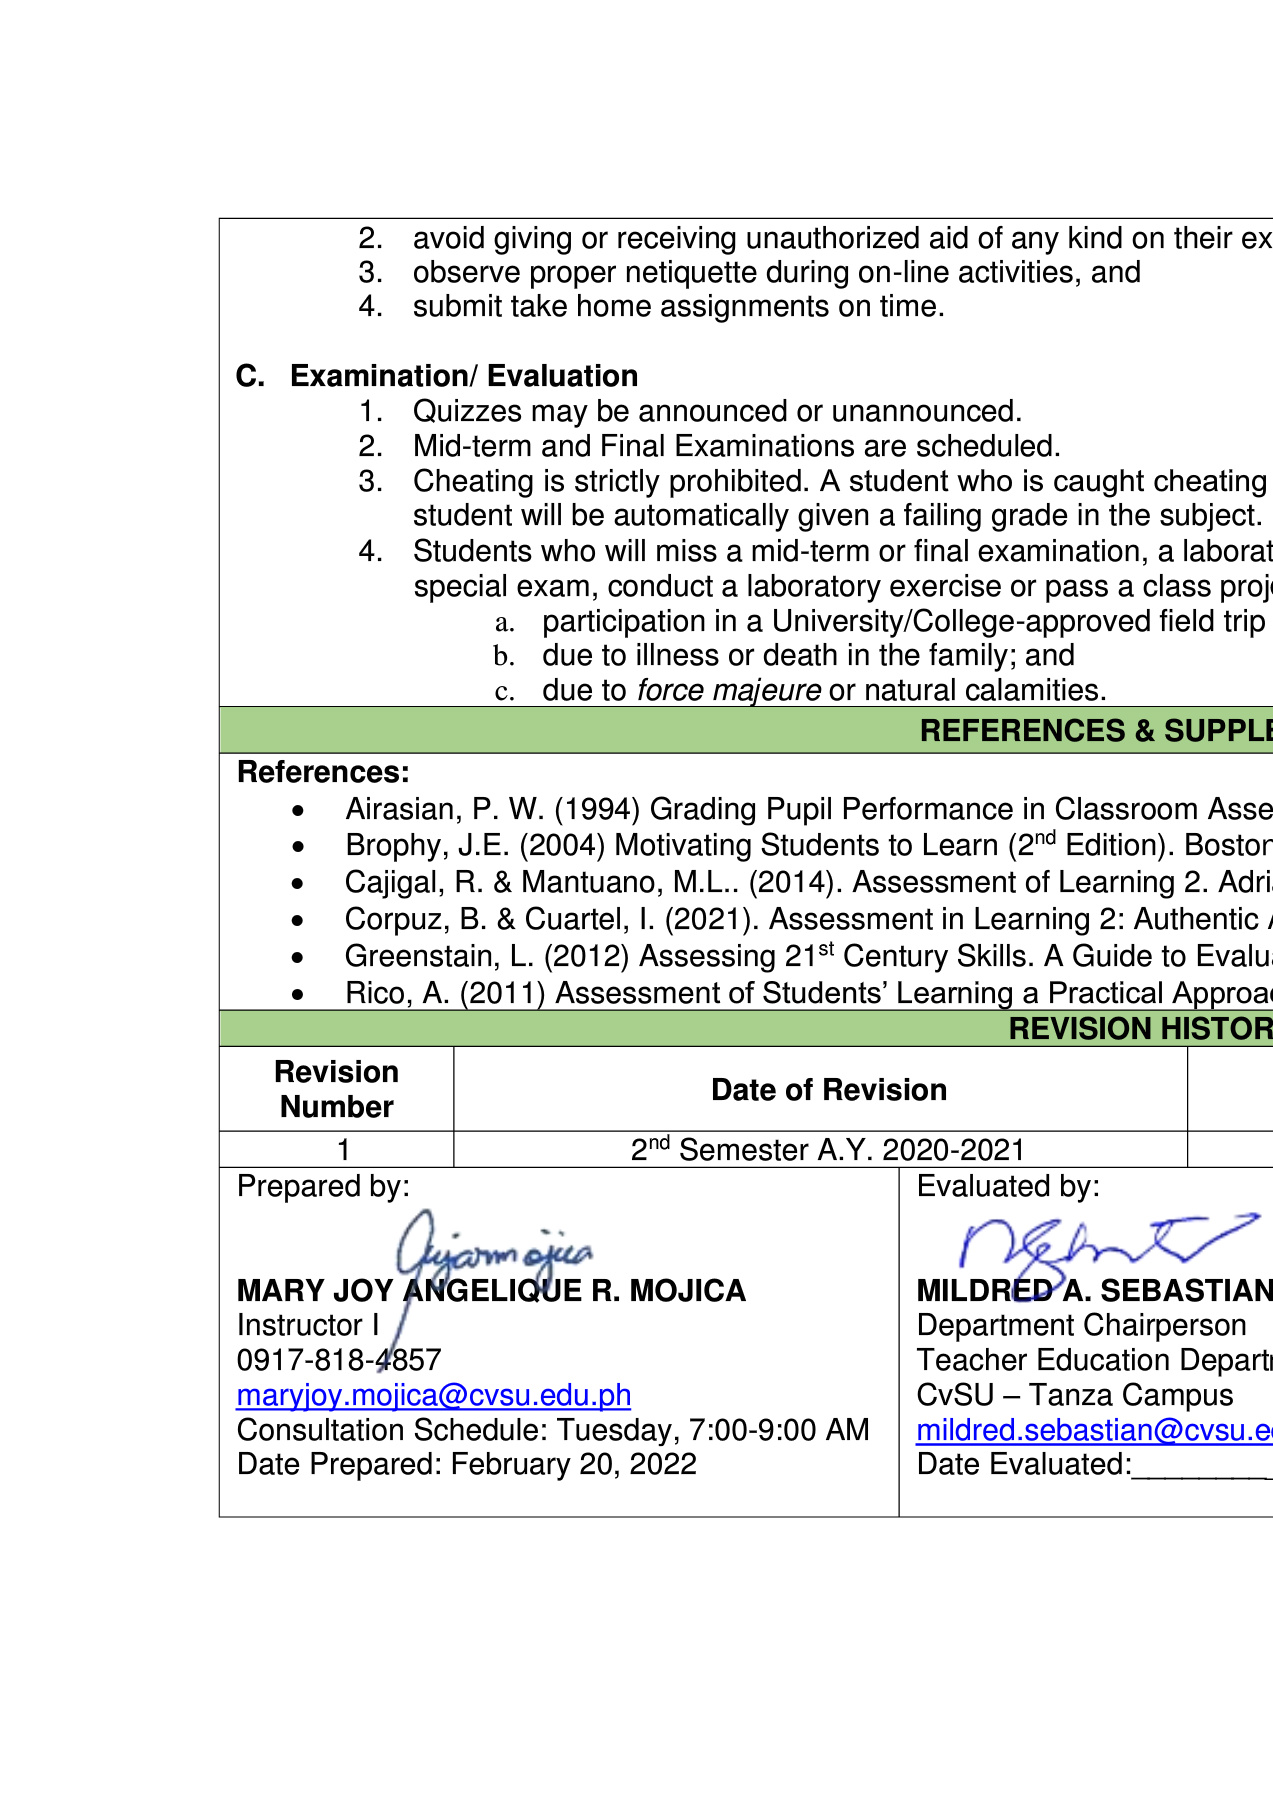 2. avoid giving or receiving unauthorized aid of any kind on their ex
3. observe proper netiquette during on-line activities, and
4. submit take home assignments on time.
C. Examination/ Evaluation
1. Quizzes may be announced or unannounced.
2. Mid-term and Final Examinations are scheduled.
3. Cheating is strictly prohibited. A student who is caught cheating
student will be automatically given a failing grade in the subject.
4. Students who will miss a mid-term or final examination, a laborat
special exam, conduct a laboratory exercise or pass a class proje
a. participation in a University/College-approved field trip
b. due to illness or death in the family; and
c. due to force majeure or natural calamities.
REFERENCES & SUPPLE
References:
• Airasian, P. W. (1994) Grading Pupil Performance in Classroom Asse
• Brophy, J.E. (2004) Motivating Students to Learn (2nd Edition). Boston
• Cajigal, R. & Mantuano, M.L.. (2014). Assessment of Learning 2. Adri
• Corpuz, B. & Cuartel, I. (2021). Assessment in Learning 2: Authentic A
• Greenstain, L. (2012) Assessing 21st Century Skills. A Guide to Evalu
• Rico, A. (2011) Assessment of Students’ Learning a Practical Approac
REVISION HISTOR
Revision
Number
Date of Revision
1
2nd Semester A.Y. 2020-2021
Prepared by:
MARY JOY ANGELIQUE R. MOJICA
Instructor I
0917-818-4857
maryjoy.mojica@cvsu.edu.ph
Consultation Schedule: Tuesday, 7:00-9:00 AM
Date Prepared: February 20, 2022
Evaluated by:
MILDRED A. SEBASTIAN
Department Chairperson
Teacher Education Departm
CvSU – Tanza Campus
mildred.sebastian@cvsu.e
Date Evaluated:_________